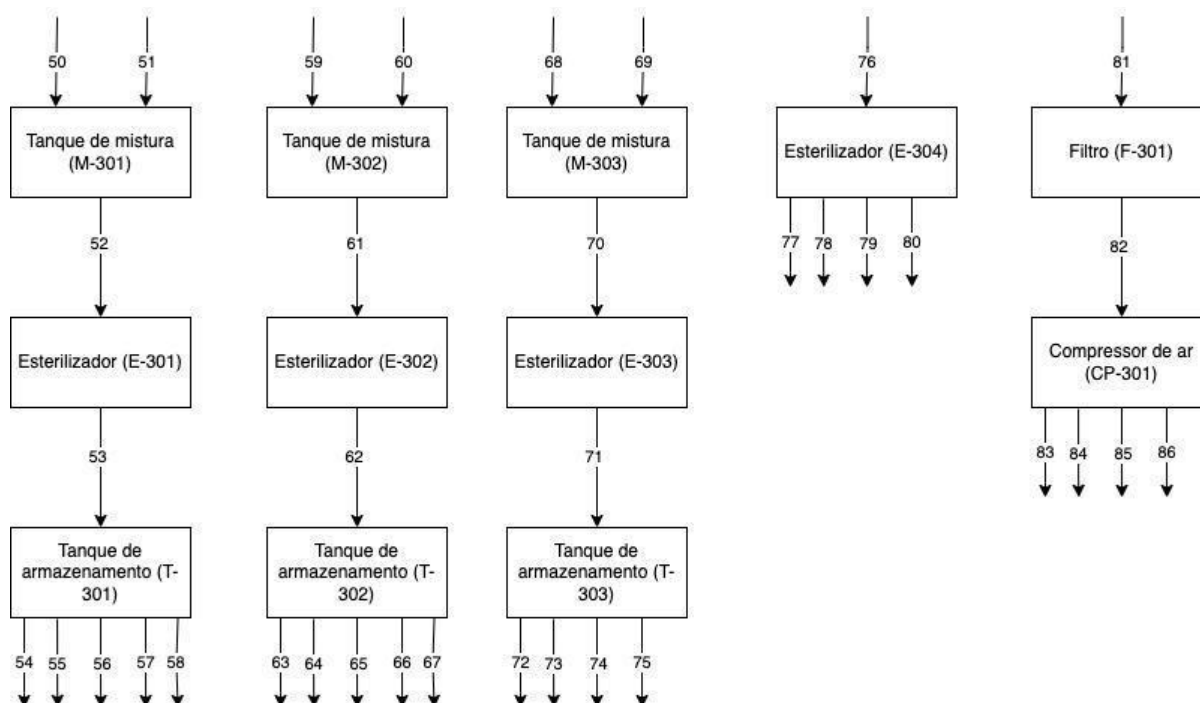 50
51
59
60
68
69
76
81
Tanque de mistura
(M-301)
Tanque de mistura
(M-302)
Tanque de mistura
(M-303)
Esterilizador (E-304)
Filtro (F-301)
52
61
70
77
78
79
80
82
Esterilizador (E-301)
Esterilizador (E-302)
Esterilizador (E-303)
Compressor de ar
(CP-301)
53
62
71
83
84
85
86
Tanque de
armazenamento (T-
301)
Tanque de
armazenamento (T-
302)
Tanque de
armazenamento (T-
303)
54
55
56
57
58
63
64
65
66
67
72
73
74
75